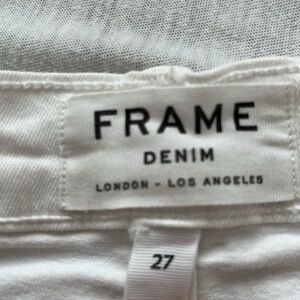 FRAME
DENIM
LONDON - LOS ANGELES
27